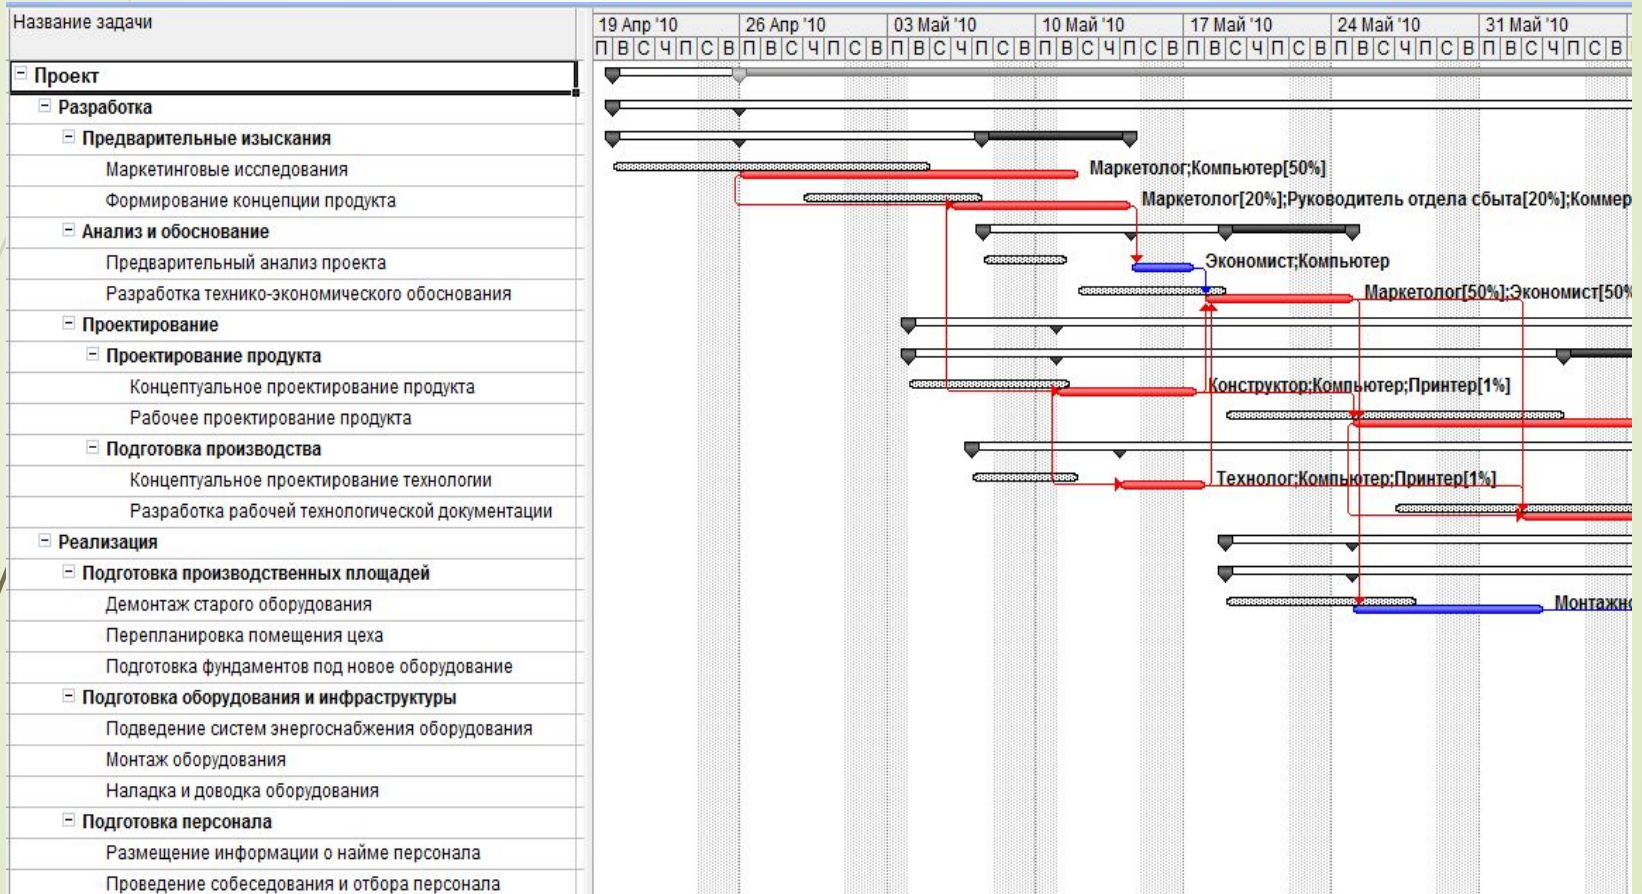 Название задачи
19 Апр '10 26 Апр '10 03 Май '10 10 Май '10 17 Май '10 24 Май '10 31 Май '10
П В С Ч П С В П В С Ч П С В П В С Ч П С В П В С Ч П С В П В С Ч П С В П В С Ч П С В П В С Ч П С В
Проект
Разработка
Предварительные изыскания
Маркетинговые исследования Маркетолог;Компьютер[50%]
Формирование концепции продукта Маркетолог[20%];Руководитель отдела сбыта[20%];Коммер
Анализ и обоснование
Предварительный анализ проекта Экономист;Компьютер
Разработка технико-экономического обоснования Маркетолог[50%];Экономист[50%
Проектирование
Проектирование продукта
Концептуальное проектирование продукта Конструктор;Компьютер;Принтер[1%]
Рабочее проектирование продукта
Подготовка производства
Концептуальное проектирование технологии Технолог;Компьютер;Принтер[1%]
Разработка рабочей технологической документации
Реализация
Подготовка производственных площадей
Демонтаж старого оборудования Монтажно
Перепланировка помещения цеха
Подготовка фундаментов под новое оборудование
Подготовка оборудования и инфраструктуры
Подведение систем энергоснабжения оборудования
Монтаж оборудования
Наладка и доводка оборудования
Подготовка персонала
Размещение информации о найме персонала
Проведение собеседования и отбора персонала